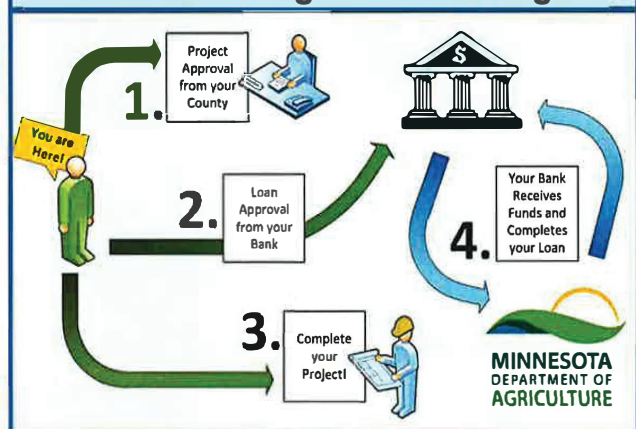 You are
Here!
1.
Project
Approval
from your
County
$
2.
Loan
Approval
from your
Bank
3.
Complete
your
Project!
4.
Your Bank
Receives
Funds and
Completes
your Loan
MINNESOTA
DEPARTMENT OF
AGRICULTURE